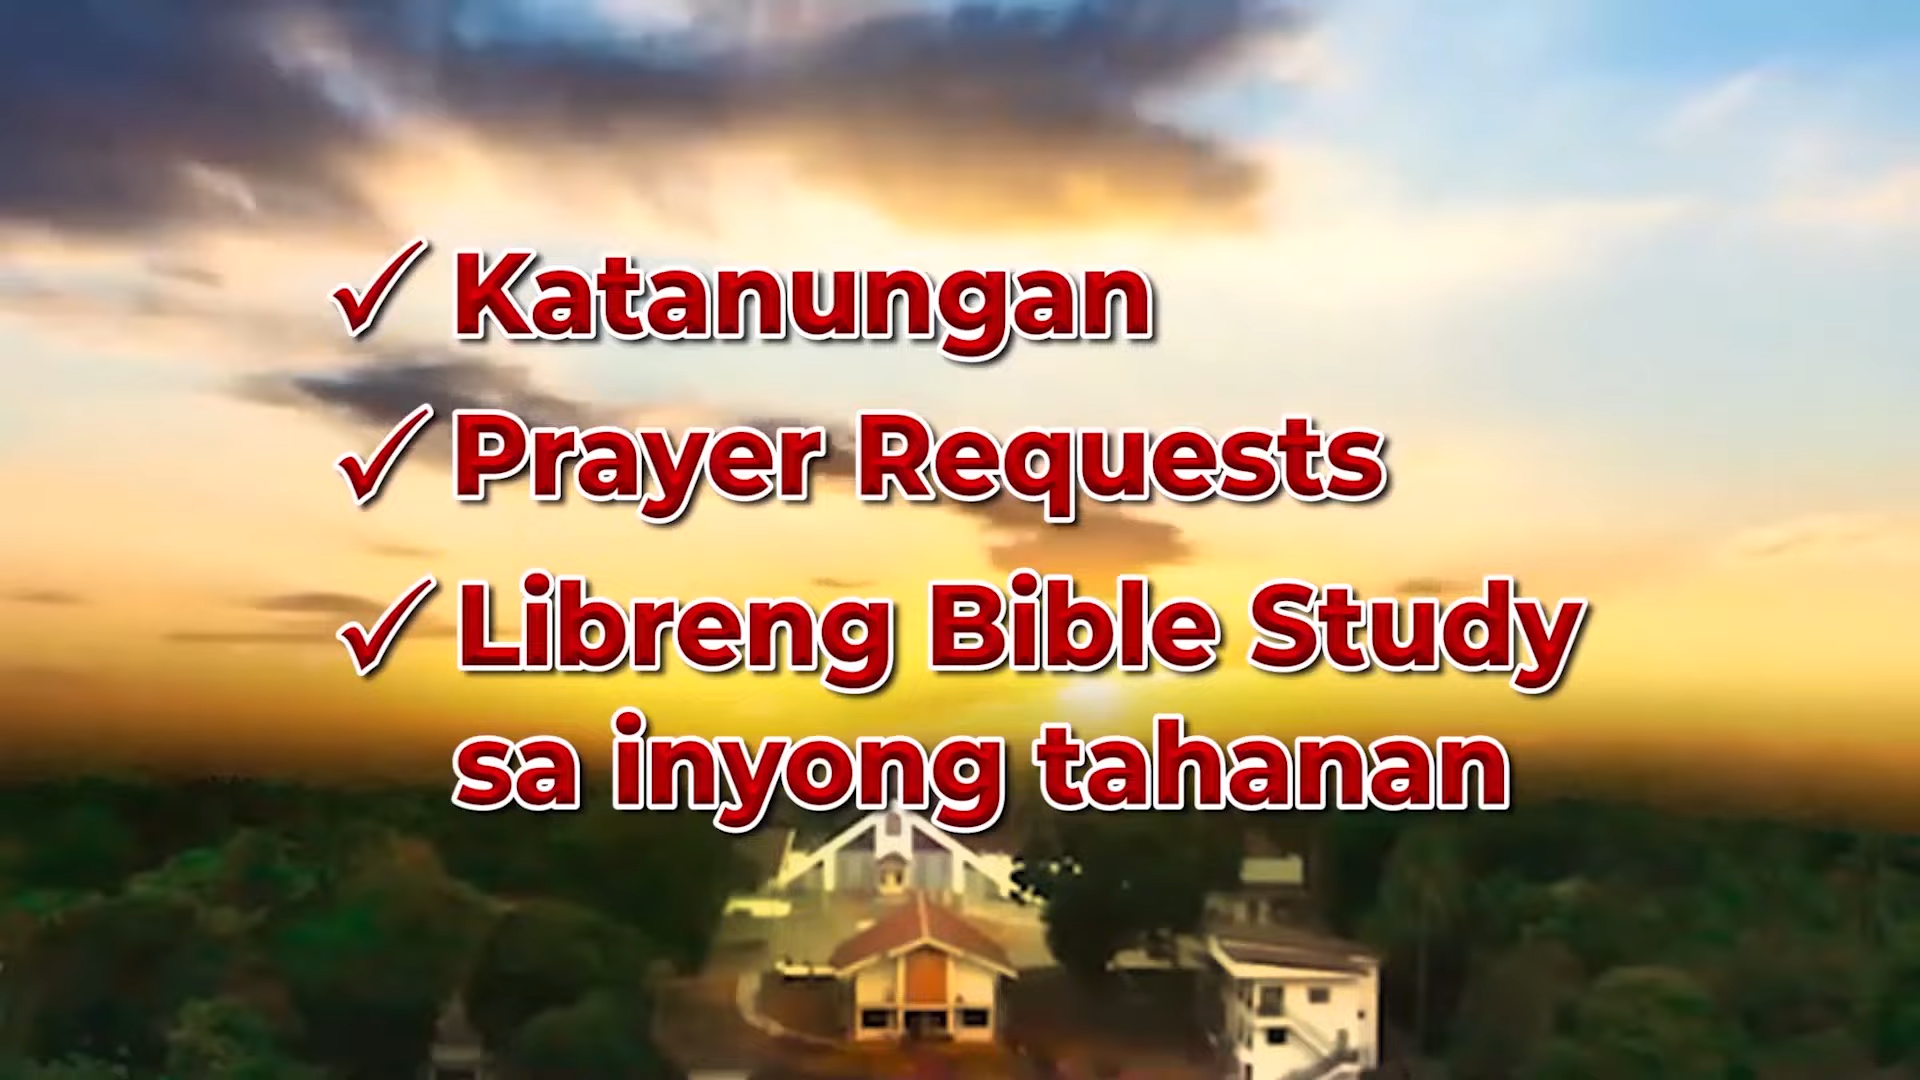 ✓ Katanungan
✓ Prayer Requests
✓ Libreng Bible Study
sa inyong tahanan